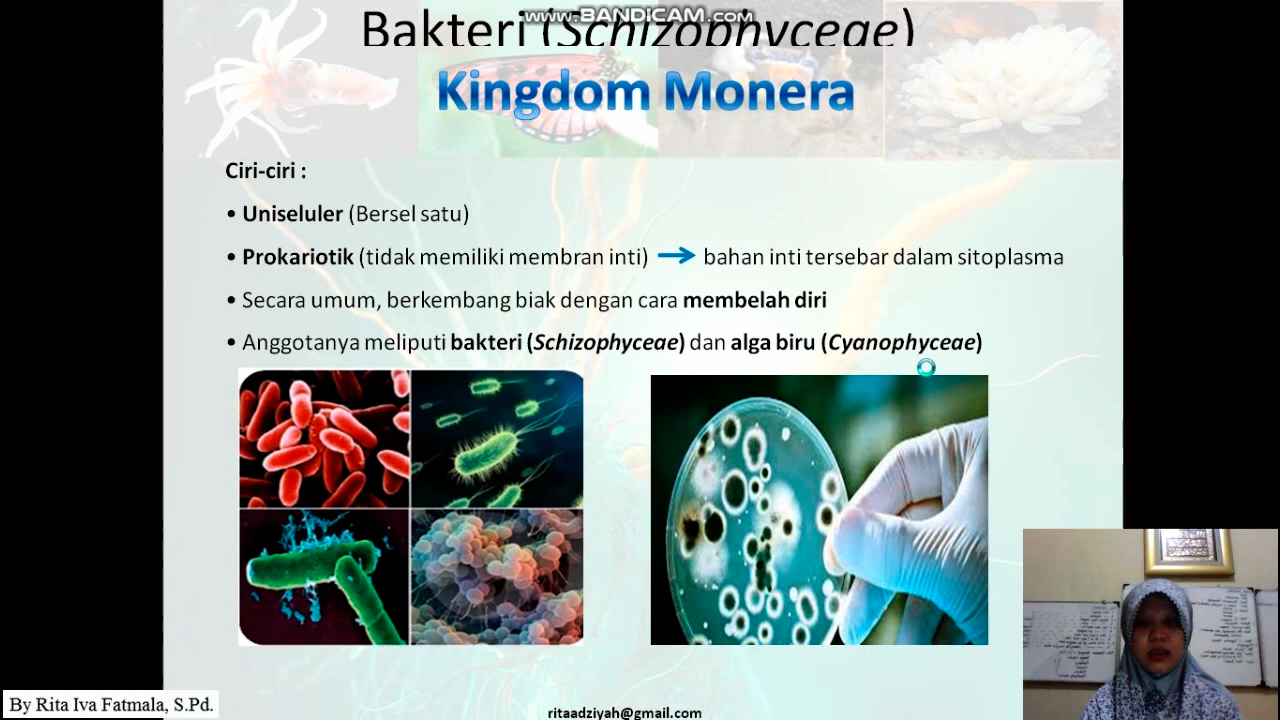 www.BANDICAM.com
Bakteri (Schizophyceae)
Kingdom Monera
Ciri-ciri :
• Uniseluler (Bersel satu)
• Prokariotik (tidak memiliki membran inti) → bahan inti tersebar dalam sitoplasma
• Secara umum, berkembang biak dengan cara membelah diri
• Anggotanya meliputi bakteri (Schizophyceae) dan alga biru (Cyanophyceae)
By Rita Iva Fatmala, S.Pd.
ritaadziyah@gmail.com